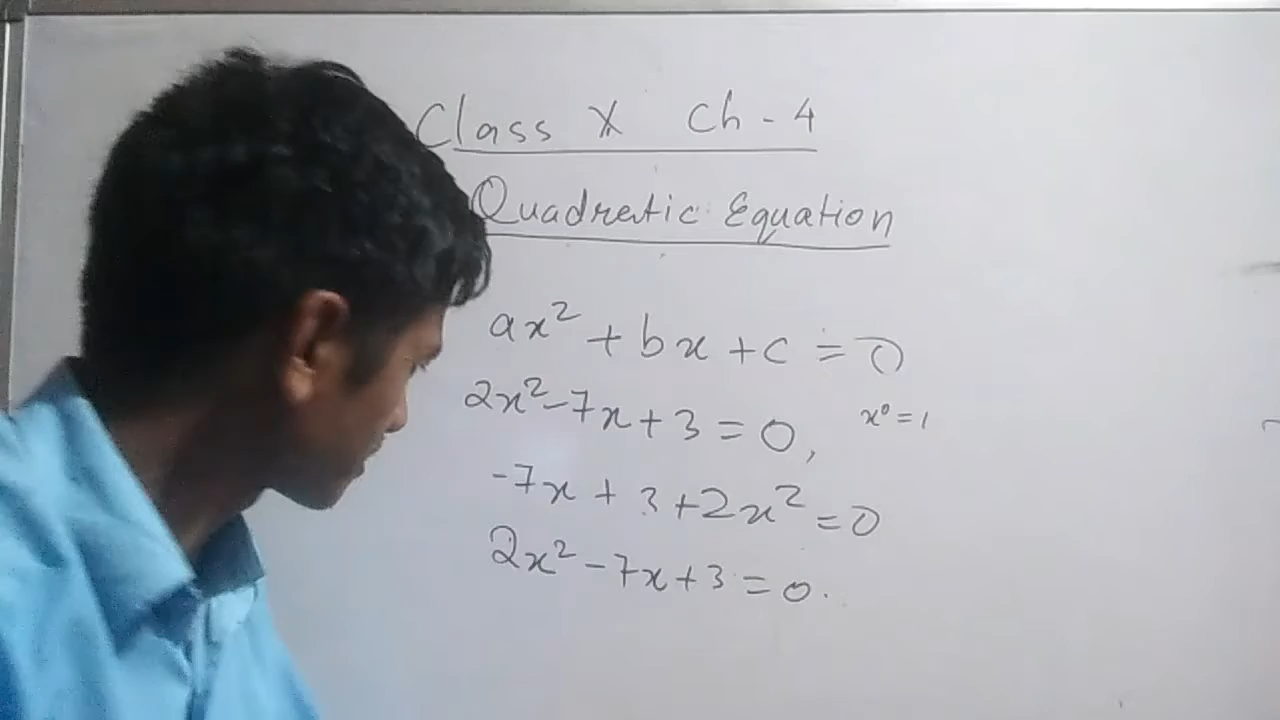 Class X Ch - 4
Quadratic Equation
ax² + bx + c = 0
2x² - 7x + 3 = 0, x⁰ = 1
-7x + 3 + 2x² = 0
2x² - 7x + 3 = 0.